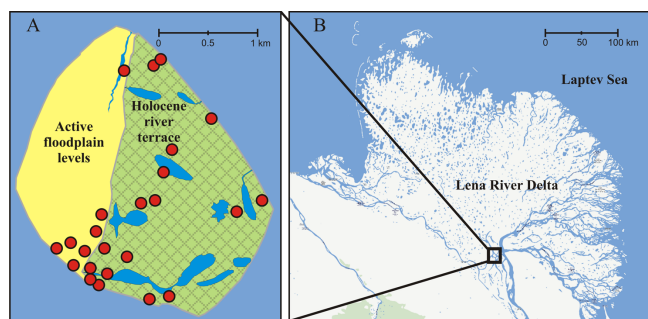 A
0 0.5 1 km
Holocene
river
terrace
Active
floodplain
levels
B
0 50 100 km
Laptev Sea
Lena River Delta